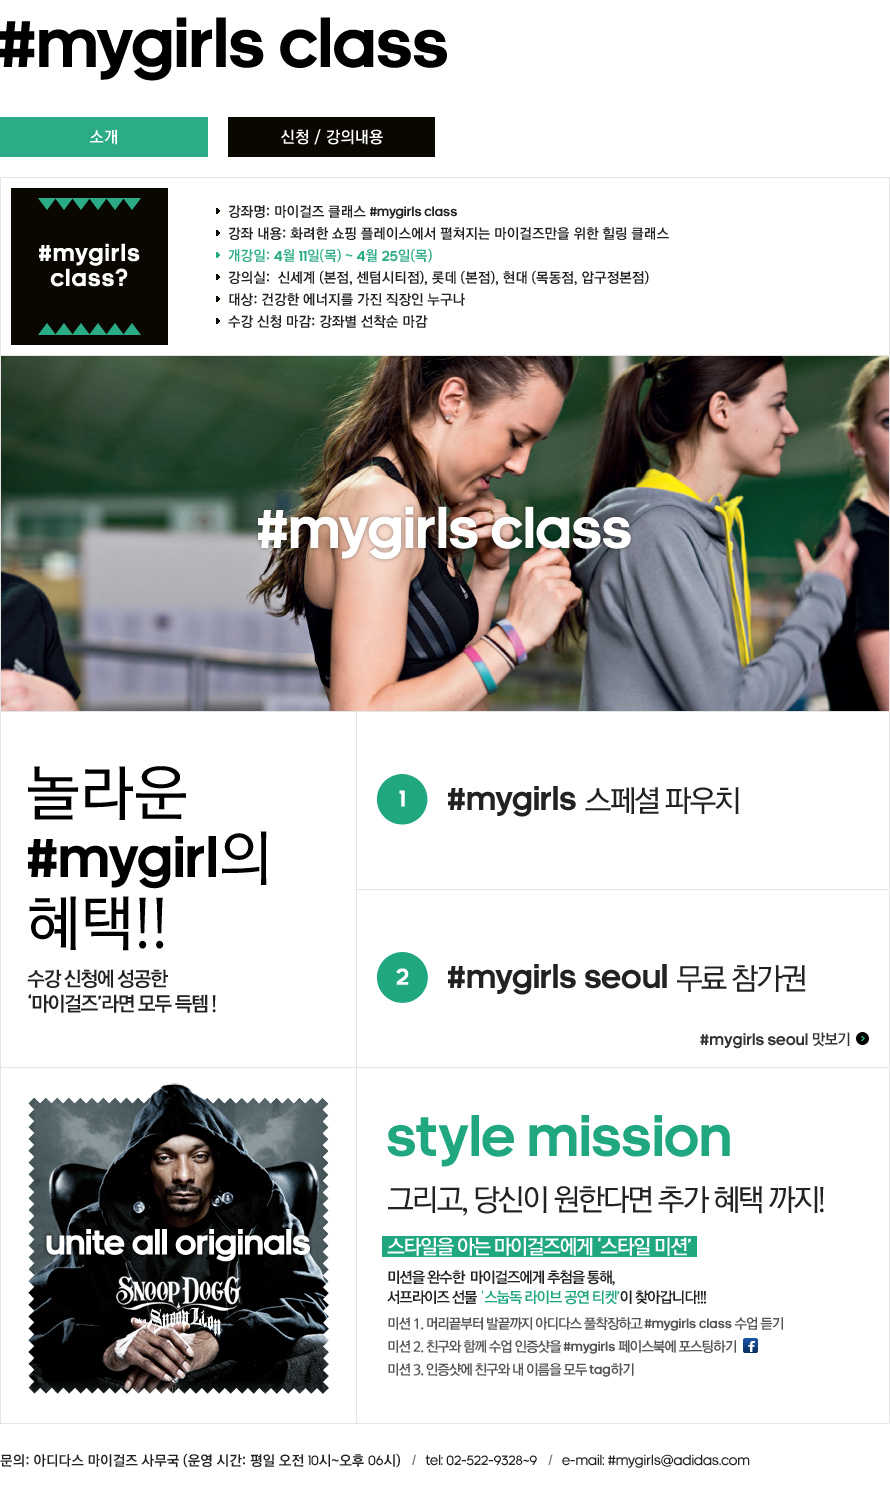 #mygirls class
소개
신청 / 강의내용
#mygirls
class?
강좌명: 마이걸즈 클래스 #mygirls class
강좌 내용: 화려한 쇼핑 플레이스에서 펼쳐지는 마이걸즈만을 위한 힐링 클래스
개강일: 4월 11일(목) ~ 4월 25일(목)
강의실: 신세계 (본점, 센텀시티점), 롯데 (본점), 현대 (목동점, 압구정본점)
대상: 건강한 에너지를 가진 직장인 누구나
수강 신청 마감: 강좌별 선착순 마감
#mygirls class
놀라운
#mygirl의
혜택!!
수강 신청에 성공한
'마이걸즈'라면 모두 득템 !
1 #mygirls 스페셜 파우치
2 #mygirls seoul 무료 참가권
#mygirls seoul 맛보기
unite all originals
SNOOP DOGG
a.k.a. Snoop Lion
style mission
그리고, 당신이 원한다면 추가 혜택 까지!
스타일을 아는 마이걸즈에게 '스타일 미션'
미션을 완수한 마이걸즈에게 추첨을 통해,
서프라이즈 선물 '스눕독 라이브 공연 티켓'이 찾아갑니다!!!
미션 1. 머리끝부터 발끝까지 아디다스 풀착장하고 #mygirls class 수업 듣기
미션 2. 친구와 함께 수업 인증샷을 #mygirls 페이스북에 포스팅하기
미션 3. 인증샷에 친구와 내 이름을 모두 tag하기
문의: 아디다스 마이걸즈 사무국 (운영 시간: 평일 오전 10시~오후 06시) / tel: 02-522-9328~9 / e-mail: #mygirls@adidas.com